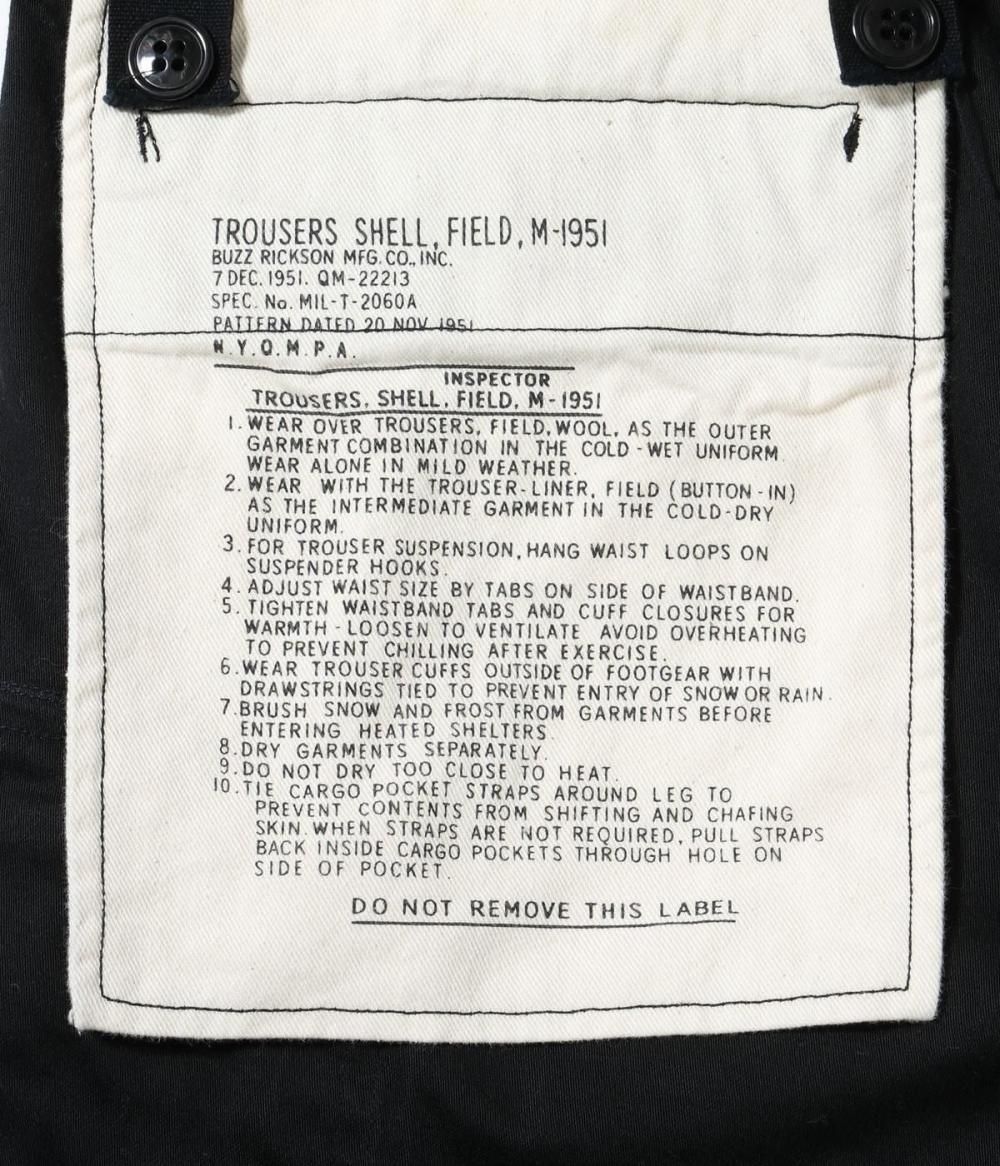 TROUSERS SHELL, FIELD, M-1951
BUZZ RICKSON MFG. CO., INC.
7 DEC. 1951. QM-22213
SPEC. No. MIL-T-2060A
PATTERN DATED 20 NOV 1951
N.Y.Q.M.P.A.
INSPECTOR
TROUSERS, SHELL, FIELD, M-1951
1. WEAR OVER TROUSERS, FIELD, WOOL, AS THE OUTER
GARMENT COMBINATION IN THE COLD-WET UNIFORM
WEAR ALONE IN MILD WEATHER.
2. WEAR WITH THE TROUSER-LINER, FIELD (BUTTON-IN)
AS THE INTERMEDIATE GARMENT IN THE COLD-DRY
UNIFORM.
3. FOR TROUSER SUSPENSION, HANG WAIST LOOPS ON
SUSPENDER HOOKS.
4. ADJUST WAIST SIZE BY TABS ON SIDE OF WAISTBAND.
5. TIGHTEN WAISTBAND TABS AND CUFF CLOSURES FOR
WARMTH - LOOSEN TO VENTILATE AVOID OVERHEATING
TO PREVENT CHILLING AFTER EXERCISE.
6. WEAR TROUSER CUFFS OUTSIDE OF FOOTGEAR WITH
DRAWSTRINGS TIED TO PREVENT ENTRY OF SNOW OR RAIN.
7. BRUSH SNOW AND FROST FROM GARMENTS BEFORE
ENTERING HEATED SHELTERS.
8. DRY GARMENTS SEPARATELY.
9. DO NOT DRY TOO CLOSE TO HEAT.
10. TIE CARGO POCKET STRAPS AROUND LEG TO
PREVENT CONTENTS FROM SHIFTING AND CHAFING
SKIN. WHEN STRAPS ARE NOT REQUIRED, PULL STRAPS
BACK INSIDE CARGO POCKETS THROUGH HOLE ON
SIDE OF POCKET.
DO NOT REMOVE THIS LABEL